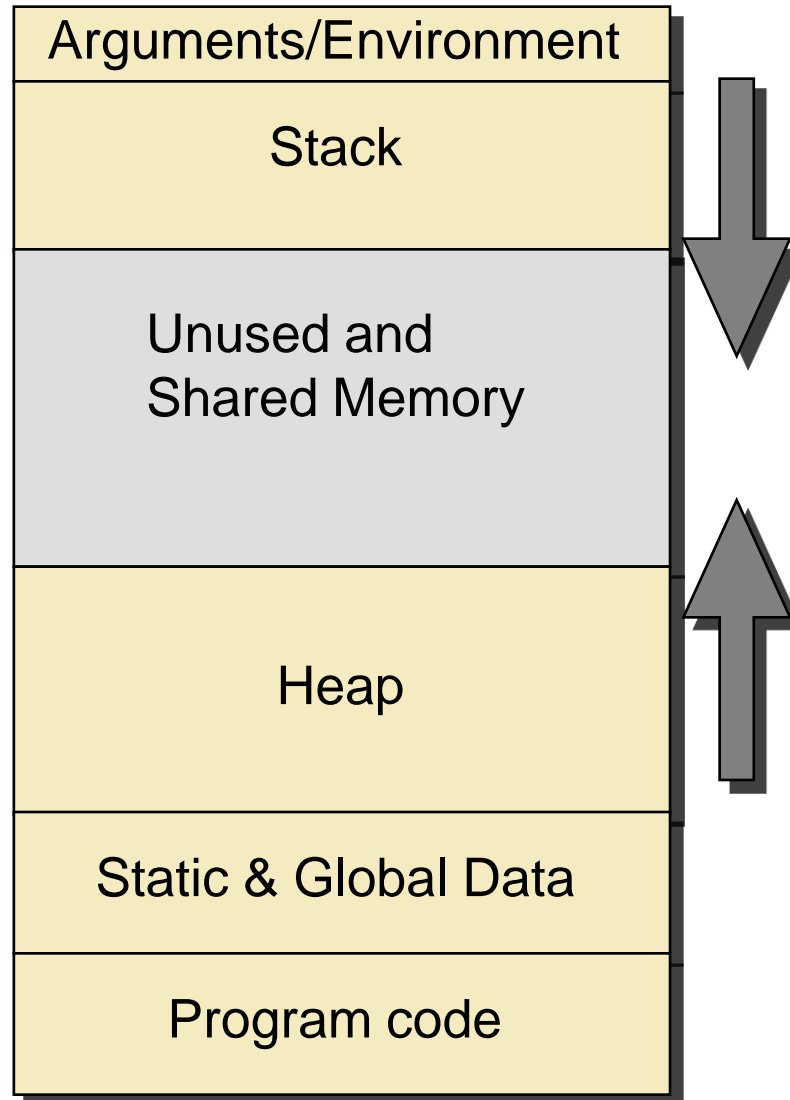 Arguments/Environment
Stack
Unused and
Shared Memory
Heap
Static & Global Data
Program code